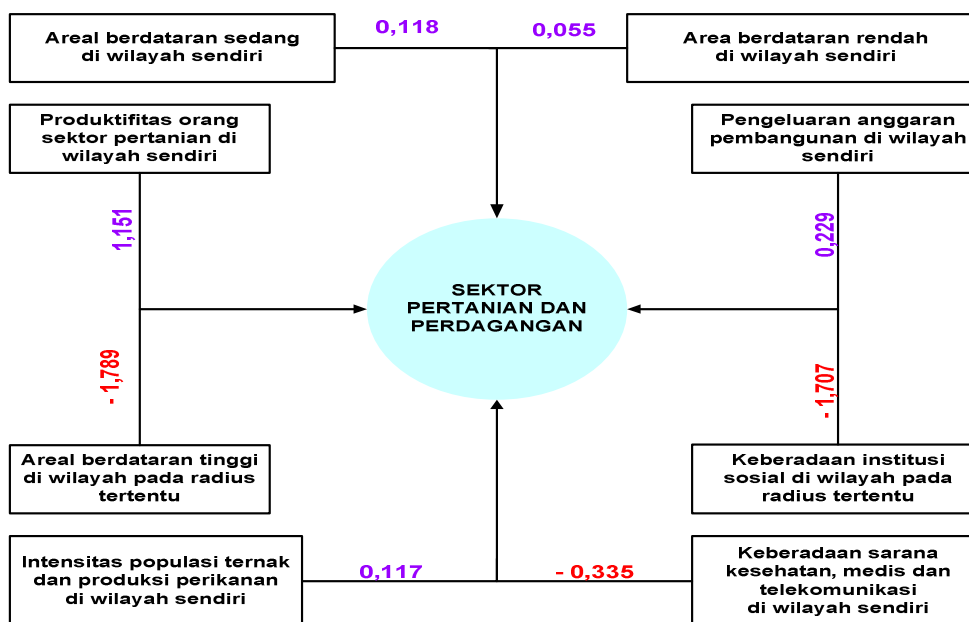 Areal berdataran sedang
di wilayah sendiri
0,118
0,055
Area berdataran rendah
di wilayah sendiri
Produktifitas orang
sektor pertanian di
wilayah sendiri
Pengeluaran anggaran
pembangunan di wilayah
sendiri
1,151
0,229
SEKTOR
PERTANIAN DAN
PERDAGANGAN
- 1,789
- 1,707
Areal berdataran tinggi
di wilayah pada radius
tertentu
Keberadaan institusi
sosial di wilayah pada
radius tertentu
Intensitas populasi ternak
dan produksi perikanan
di wilayah sendiri
0,117
- 0,335
Keberadaan sarana
kesehatan, medis dan
telekomunikasi
di wilayah sendiri